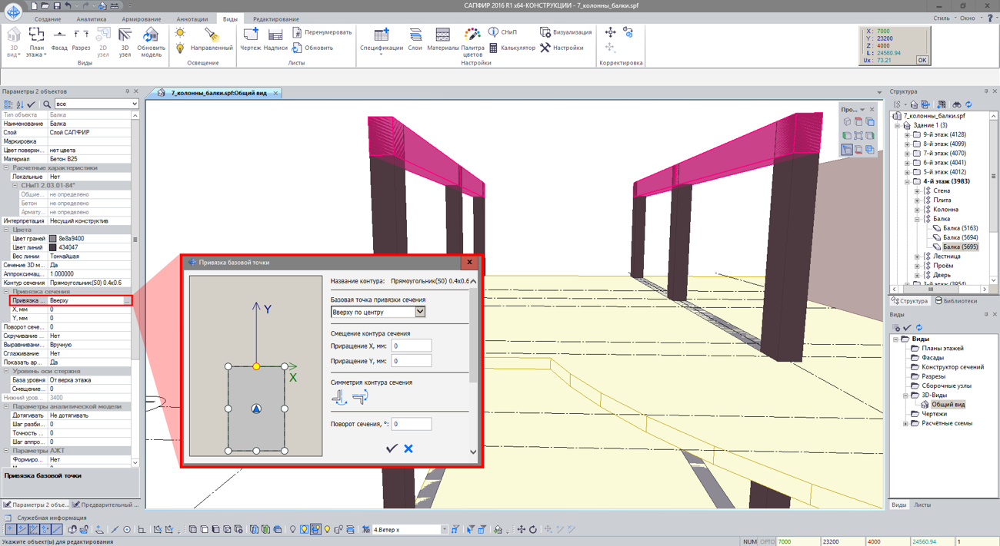 САПФИР 2016 R1 x64-КОНСТРУКЦИИ - 7_колонны_балки.spf
Создание Аналитика Армирование Аннотации Виды Редактирование
Стиль Окно ?
3D вид
План этажа
Фасад
Разрез
2D узел
3D узел
Обновить модель
Виды
Направленный
Освещение
Чертеж
Надписи
Перенумеровать
Обновить
Листы
Спецификации
Слои
Материалы
Палитра цветов
СНиП
Калькулятор
Визуализация
Настройки
Настройки
Корректировка
X : 7000
Y : 23200
Z : 4000
L : 24560.94
Ux : 73.21
OK
Параметры 2 объектов
все
Тип объекта Балка
Наименование Балка
Слой Слой САПФИР
Маркировка
Цвет поверхн... нет цвета
Материал Бетон B25
Расчетные характеристики
Локальные Нет
СНиП 2.03.01-84*
Общие... не определено
Бетон не определено
Армату... не определено
Интерпретация Несущий конструктив
Цвета
Цвет граней 8e8a9400
Цвет линий 434047
Вес линии Тончайшая
Сечение 3D м... Да
Аппроксимац... 1.000000
Контур сечения Прямоугольник(S0) 0.4x0.6
Привязка сечения
Привязка ... Вверху ...
X, мм 0
Y, мм 0
Поворот сече... 0
Скручивание ... Нет
Выравнивани... Вручную
Сглаживание Нет
Показать ар... Да
Уровень оси стержня
База уровня От верха этажа
Смещение... 0
Нижний уров... 3400
Параметры аналитической модели
Дотягивать Не дотягивать
Шаг разби... 0
Точность ... 0
Шаг аппро... 0
Параметры АЖТ
Формиро... Нет
Привязка базовой точки
Параметры 2 объе... Предварительный ...
7_колонны_балки.spf:Общий вид
Про...
Привязка базовой точки
Y
X
Название контура: Прямоугольник(S0) 0.4x0.6
Базовая точка привязки сечения
Вверху по центру
Смещение контура сечения
Приращение X, мм: 0
Приращение Y, мм: 0
Симметрия контура сечения
Поворот сечения, °: 0
Структура
7_колонны_балки.spf
Здание 1 (3)
9-й этаж (4128)
8-й этаж (4099)
7-й этаж (4070)
6-й этаж (4041)
5-й этаж (4012)
4-й этаж (3983)
Стена
Плита
Колонна
Балка
Балка (5163)
Балка (5694)
Балка (5695)
Лестница
Проём
Дверь
3-й этаж (3954)
Структура Библиотеки
Виды
Виды
Планы этажей
Фасады
Конструктор сечений
Разрезы
Сборочные узлы
3D-Виды
Общий вид
Чертежи
Расчётные схемы
Виды Листы
Служебная информация
4.Ветер x
Укажите объект(ы) для редактирования
NUM ОРТО 7000 23200 4000 24560.94 1